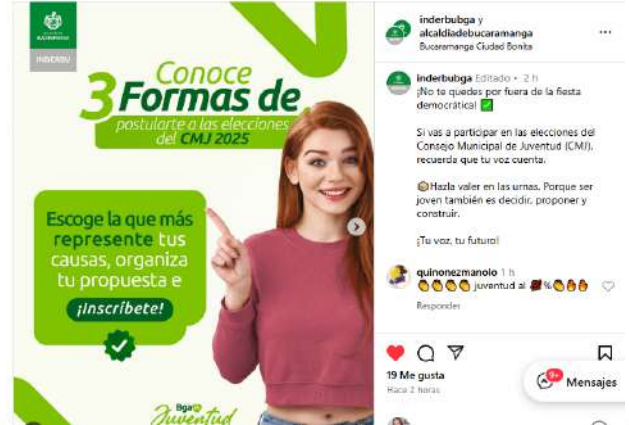 BUCARAMANGA
INDERBU
Conoce
3 Formas de
postularte a las elecciones
del CMJ 2025
Escoge la que más
represente tus
causas, organiza
tu propuesta e
¡Inscríbete!
Bga
Juventud
inderbubga y
alcaldiadebucaramanga
Bucaramanga Ciudad Bonita
inderbubga Editado • 2 h
¡No te quedes por fuera de la fiesta
democrática! ✅
Si vas a participar en las elecciones del
Consejo Municipal de Juventud (CMJ),
recuerda que tu voz cuenta.
🗳Hazla valer en las urnas. Porque ser
joven también es decidir, proponer y
construir.
¡Tu voz, tu futuro!
quinonezmanolo 1 h
juventud al %
Responder
19 Me gusta
Hace 2 horas
9+
Mensajes